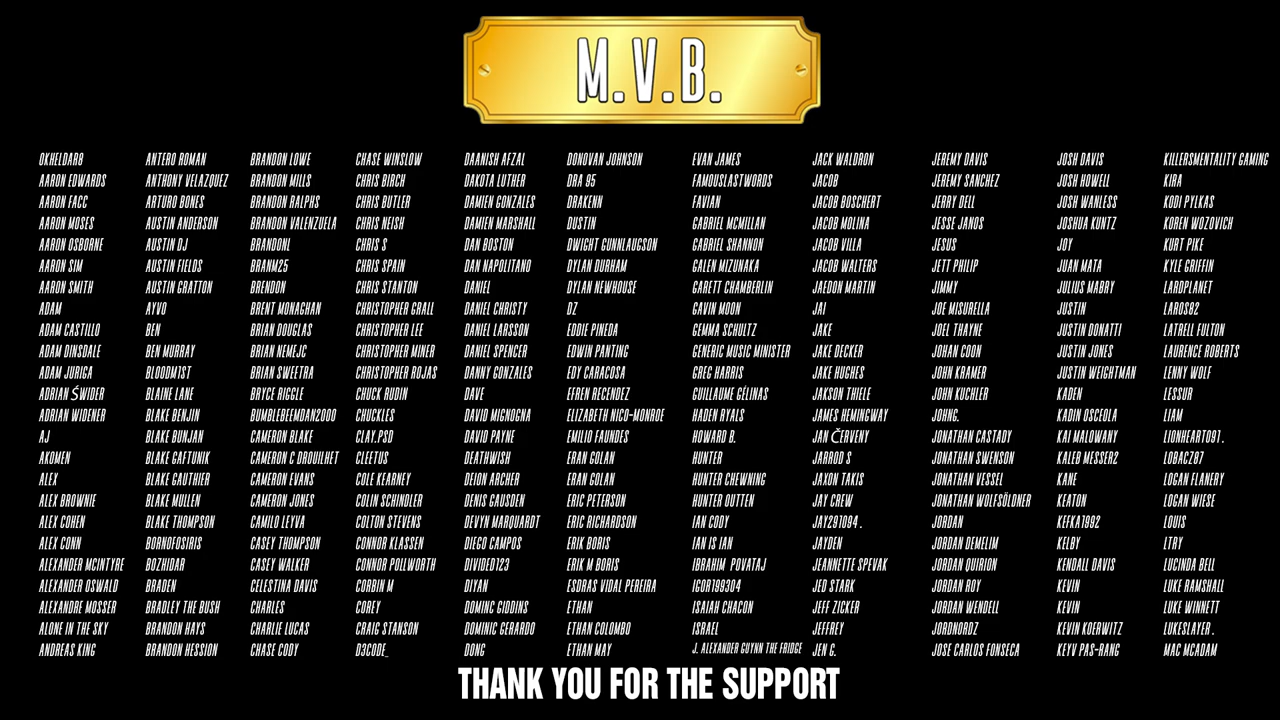 M.V.B.
OKHELDAR8
AARON EDWARDS
AARON FACC
AARON MOSES
AARON OSBORNE
AARON SIM
AARON SMITH
ADAM
ADAM CASTILLO
ADAM DINSDALE
ADAM JURICA
ADRIAN ŚWIDER
ADRIAN WIDENER
AJ
AKOMEN
ALEX
ALEX BROWNIE
ALEX COHEN
ALEX CONN
ALEXANDER MCINTYRE
ALEXANDER OSWALD
ALEXANDRE MOSSER
ALONE IN THE SKY
ANDREAS KING
ANTERO ROMAN
ANTHONY VELAZQUEZ
ARTURO BONES
AUSTIN ANDERSON
AUSTIN DJ
AUSTIN FIELDS
AUSTIN GRATTON
AYVO
BEN
BEN MURRAY
BLOODM1ST
BLAINE LANE
BLAKE BENJIN
BLAKE BUNJAN
BLAKE GAFTUNIK
BLAKE GAUTHIER
BLAKE MULLEN
BLAKE THOMPSON
BORNOFOSIRIS
BOZHIDAR
BRADEN
BRADLEY THE BUSH
BRANDON HAYS
BRANDON HESSION
BRANDON LOWE
BRANDON MILLS
BRANDON RALPHS
BRANDON VALENZUELA
BRANDONL
BRANM25
BRENDON
BRENT MONAGHAN
BRIAN DOUGLAS
BRIAN NEMEJC
BRIAN SWEETRA
BRYCE RIGGLE
BUMBLEBEEMDAN2000
CAMERON BLAKE
CAMERON C DROUILHET
CAMERON EVANS
CAMERON JONES
CAMILO LEYVA
CASEY THOMPSON
CASEY WALKER
CELESTINA DAVIS
CHARLES
CHARLIE LUCAS
CHASE CODY
CHASE WINSLOW
CHRIS BIRCH
CHRIS BUTLER
CHRIS NEISH
CHRIS S
CHRIS SPAIN
CHRIS STANTON
CHRISTOPHER GRALL
CHRISTOPHER LEE
CHRISTOPHER MINER
CHRISTOPHER ROJAS
CHUCK RUDIN
CHUCKLES
CLAY.PSD
CLEETUS
COLE KEARNEY
COLIN SCHINDLER
COLTON STEVENS
CONNOR KLASSEN
CONNOR POLLWORTH
CORBIN M
COREY
CRAIG STANSON
D3CODE_
DAANISH AFZAL
DAKOTA LUTHER
DAMIEN GONZALES
DAMIEN MARSHALL
DAN BOSTON
DAN NAPOLITANO
DANIEL
DANIEL CHRISTY
DANIEL LARSSON
DANIEL SPENCER
DANNY GONZALES
DAVE
DAVID MIGNOGNA
DAVID PAYNE
DEATHWISH
DEION ARCHER
DENIS GAUSDEN
DEVYN MARQUARDT
DIEGO CAMPOS
DIVIDED123
DIYAN
DOMINC GIDDINS
DOMINIC GERARDO
DONG
DONOVAN JOHNSON
DRA 95
DRAKENN
DUSTIN
DWIGHT GUNNLAUGSON
DYLAN DURHAM
DYLAN NEWHOUSE
DZ
EDDIE PINEDA
EDWIN PANTING
EDY CARACOSA
EFREN REGENDEZ
ELIZABETH NICO-MONROE
EMILIO FAUNDES
ERAN GOLAN
ERAN GOLAN
ERIC PETERSON
ERIC RICHARDSON
ERIK BORIS
ERIK M BORIS
ESDRAS VIDAL PEREIRA
ETHAN
ETHAN COLOMBO
ETHAN MAY
EVAN JAMES
FAMOUSLASTWORDS
FAVIAN
GABRIEL MCMILLAN
GABRIEL SHANNON
GALEN MIZUNAKA
GARETT CHAMBERLIN
GAVIN MOON
GEMMA SCHULTZ
GENERIC MUSIC MINISTER
GREG HARRIS
GUILLAUME GÉLINAS
HADEN RYALS
HOWARD B.
HUNTER
HUNTER CHEWNING
HUNTER OUTTEN
IAN CODY
IAN IS IAN
IBRAHIM POVATAJ
IGOR199304
ISAIAH CHACON
ISRAEL
J. ALEXANDER GUYNN THE FRIDGE
JACK WALDRON
JACOB
JACOB BOSCHERT
JACOB MOLINA
JACOB VILLA
JACOB WALTERS
JAEDON MARTIN
JAI
JAKE
JAKE DECKER
JAKE HUGHES
JAKSON THIELE
JAMES HEMINGWAY
JAN ČERVENY
JARROD S
JAXON TAKIS
JAY CREW
JAY291094.
JAYDEN
JEANNETTE SPEVAK
JED STARK
JEFF ZICKER
JEFFREY
JEN G.
JEREMY DAVIS
JEREMY SANCHEZ
JERRY DELL
JESSE JANOS
JESUS
JETT PHILIP
JIMMY
JOE MISURELLA
JOEL THAYNE
JOHAN COON
JOHN KRAMER
JOHN KUCHLER
JOHNG.
JONATHAN CASTADY
JONATHAN SWENSON
JONATHAN VESSEL
JONATHAN WOLFSÖLDNER
JORDAN
JORDAN DEMELIM
JORDAN QUIRION
JORDAN ROY
JORDAN WENDELL
JORDNORDZ
JOSE CARLOS FONSECA
JOSH DAVIS
JOSH HOWELL
JOSH WANLESS
JOSHUA KUNTZ
JOY
JUAN MATA
JULIUS MABRY
JUSTIN
JUSTIN DONATTI
JUSTIN JONES
JUSTIN WEIGHTMAN
KADEN
KADIN OSCEOLA
KAI MALOWANY
KALEB MESSER2
KANE
KEATON
KEFKA1992
KELBY
KENDALL DAVIS
KEVIN
KEVIN
KEVIN KOERWITZ
KEYV PAS-RANG
KILLERSMENTALITY GAMING
KIRA
KODI PYLKAS
KOREN WOZOVICH
KURT PIKE
KYLE GRIFFIN
LARDPLANET
LAROS82
LATRELL FULTON
LAURENCE ROBERTS
LENNY WOLF
LESSUR
LIAM
LIONHEART091.
LOBACZ87
LOGAN FLANERY
LOGAN WIESE
LOUIS
LTRY
LUCINDA BELL
LUKE RAMSHALL
LUKE WINNETT
LUKESLAYER.
MAC MCADAM
THANK YOU FOR THE SUPPORT